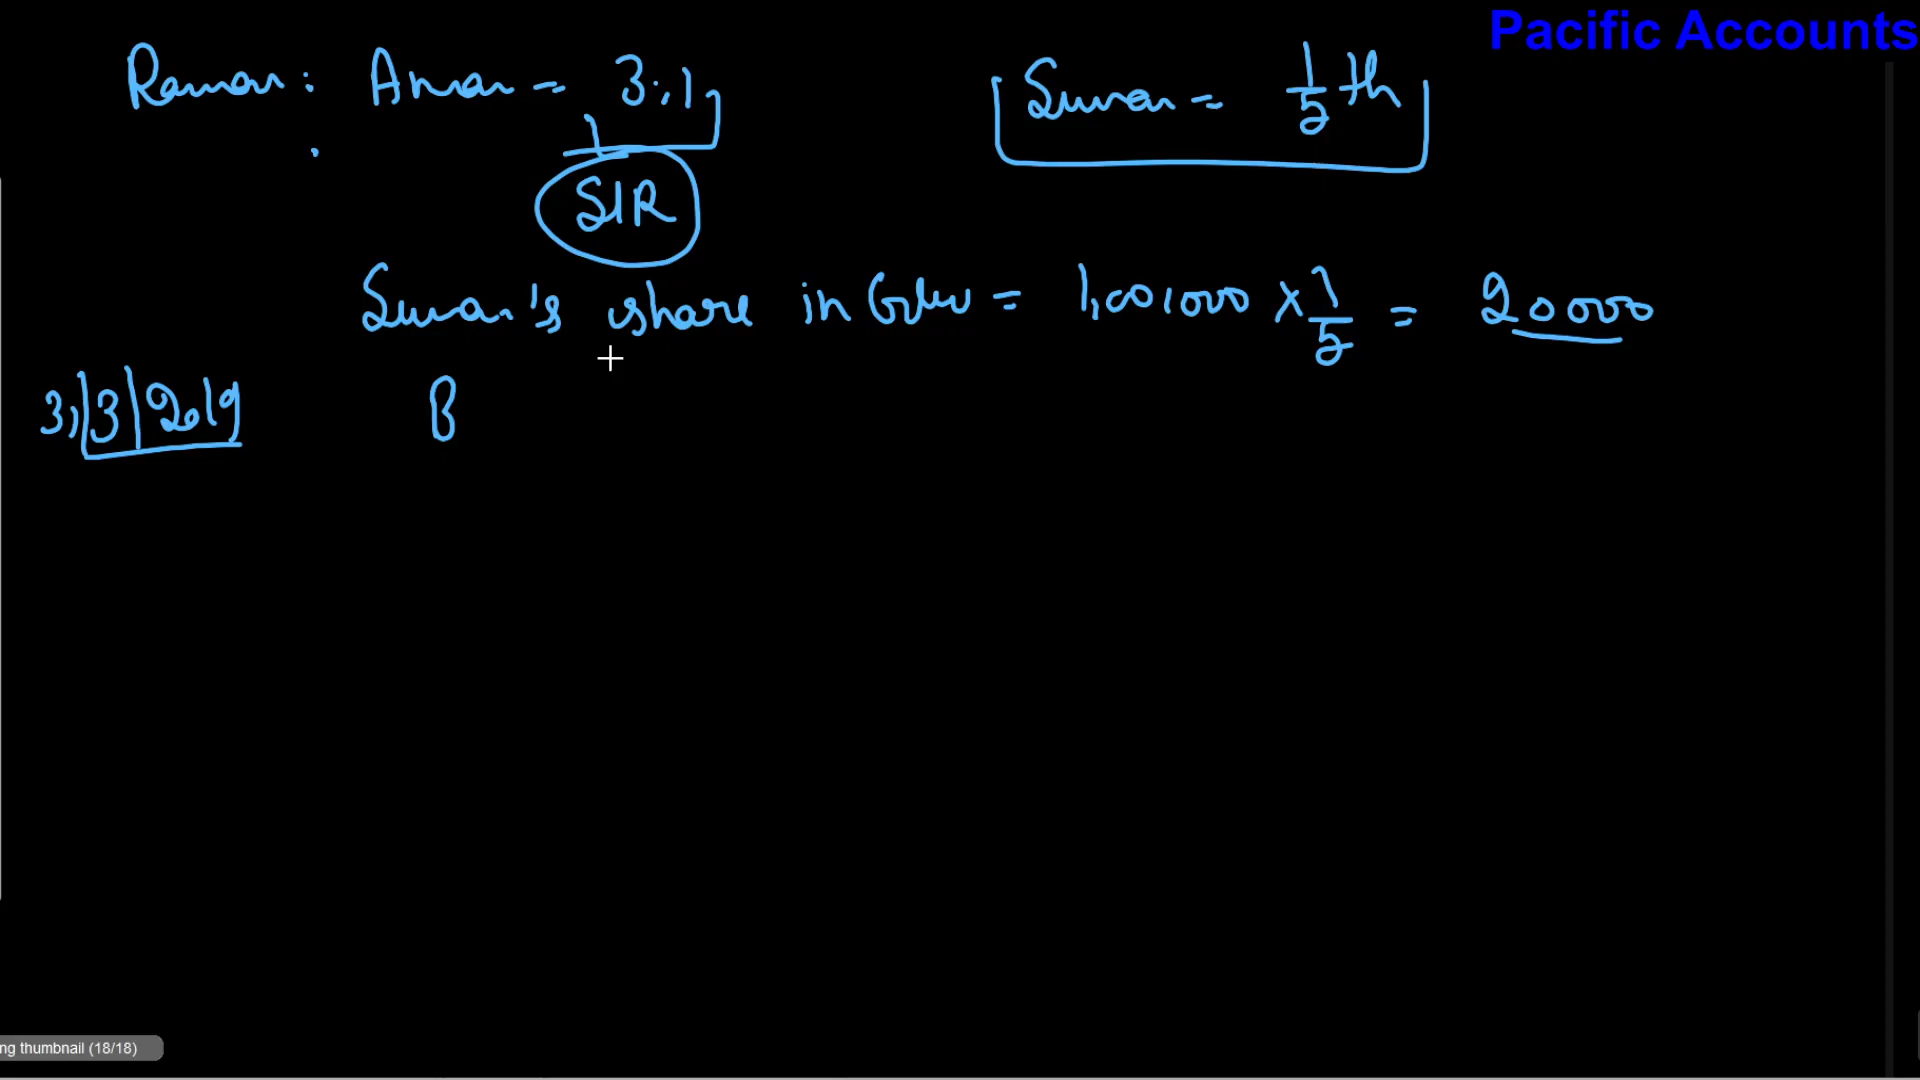 Pacific Accounts
Raman : Aman = 3:1
Suman = 1/5 th
:
SIR
Suman's share in G/w = 1,00,000 x 1/5 = 20000
31/3/2019 B
ng thumbnail (18/18)